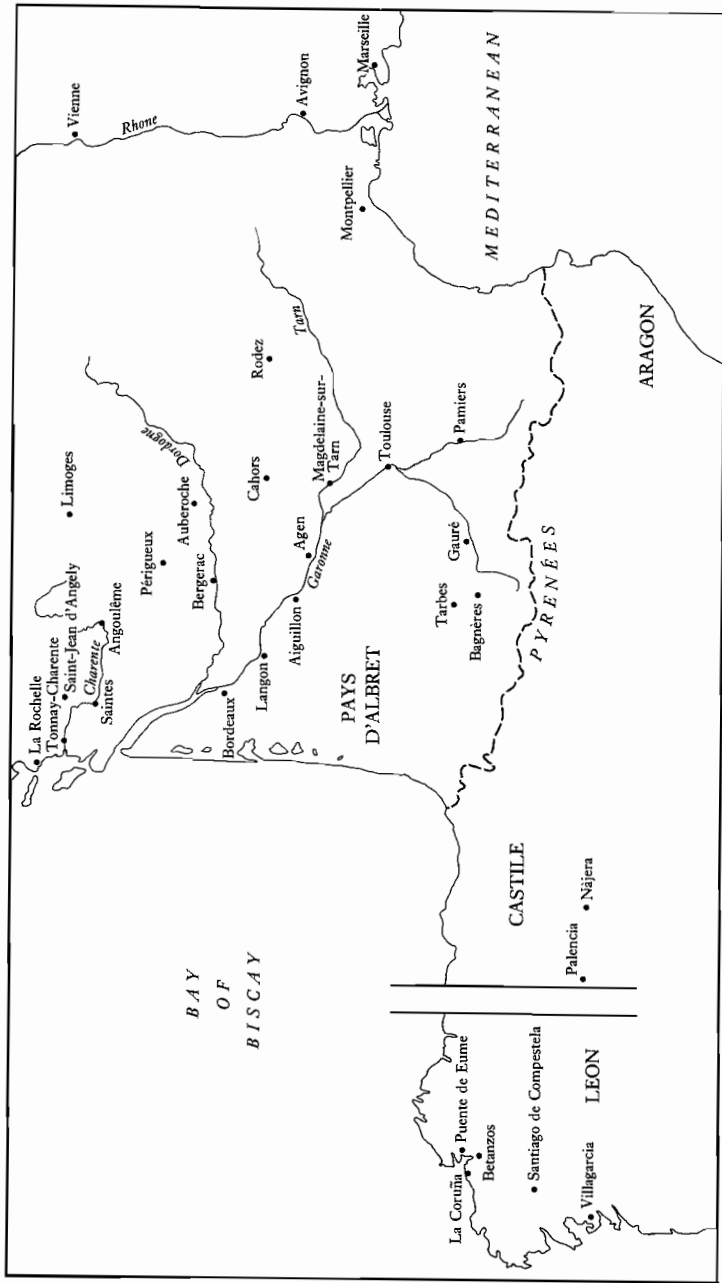 La Rochelle
Tonnay-Charente
Saint-Jean d'Angely
Charente
Saintes
Angoulême
Limoges
Périgueux
Dordogne
Auberoche
Bergerac
Vienne
Rhone
Avignon
Marseille
Montpellier
MEDITERRANEAN
Bordeaux
Langon
Aiguillon
Agen
Garonne
Cahors
Rodez
Tarn
Magdelaine-sur-
Tarn
Toulouse
Pamiers
Gauré
Tarbes
Bagnères
PAYS
D'ALBRET
PYRENÉES
ARAGON
BAY
OF
BISCAY
CASTILE
Palencia
Nàjera
La Coruña
Puente de Eume
Betanzos
Santiago de Compestela
LEON
Villagarcia